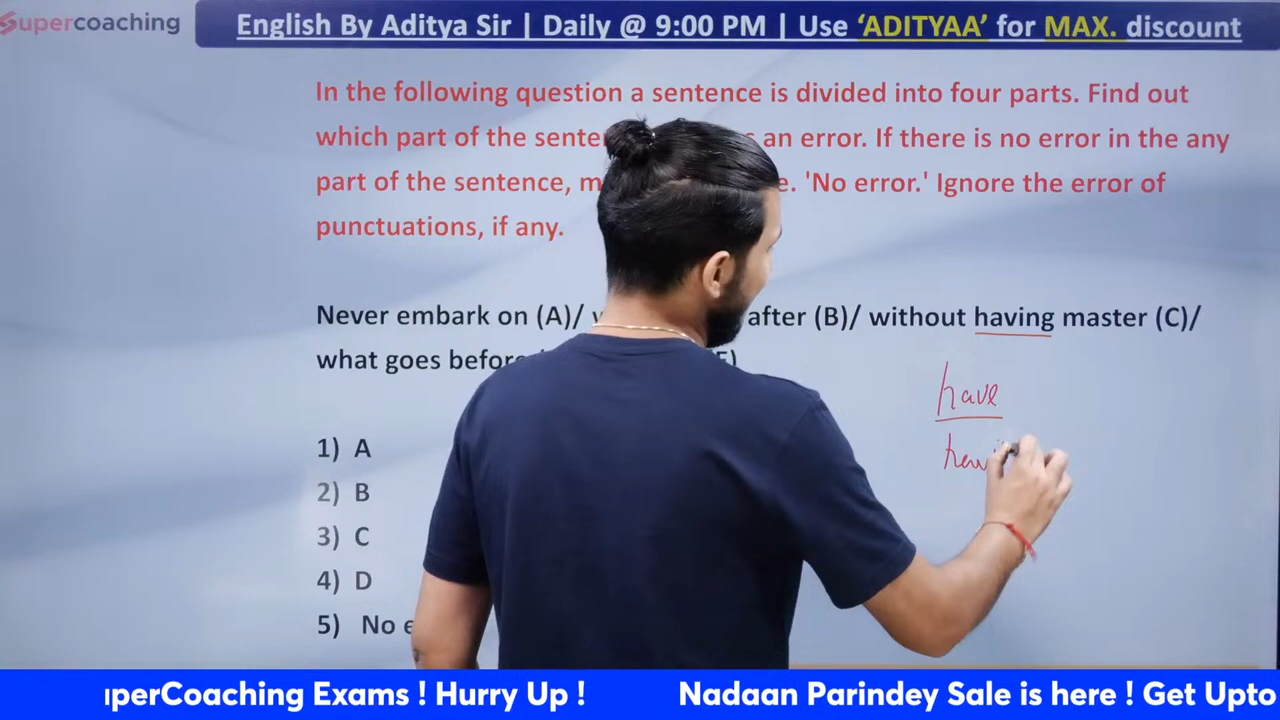 Supercoaching
English By Aditya Sir | Daily @ 9:00 PM | Use ‘ADITYAA’ for MAX. discount
In the following question a sentence is divided into four parts. Find out
which part of the an error. If there is no error in the any
part of the sentence, 'No error.' Ignore the error of
punctuations, if any.
Never embark on (A)/ after (B)/ without having master (C)/
what goes
have
1) A
2) B
3) C
4) D
5) No
Exams ! Hurry Up ! Nadaan Parindey Sale is here ! Get Upto